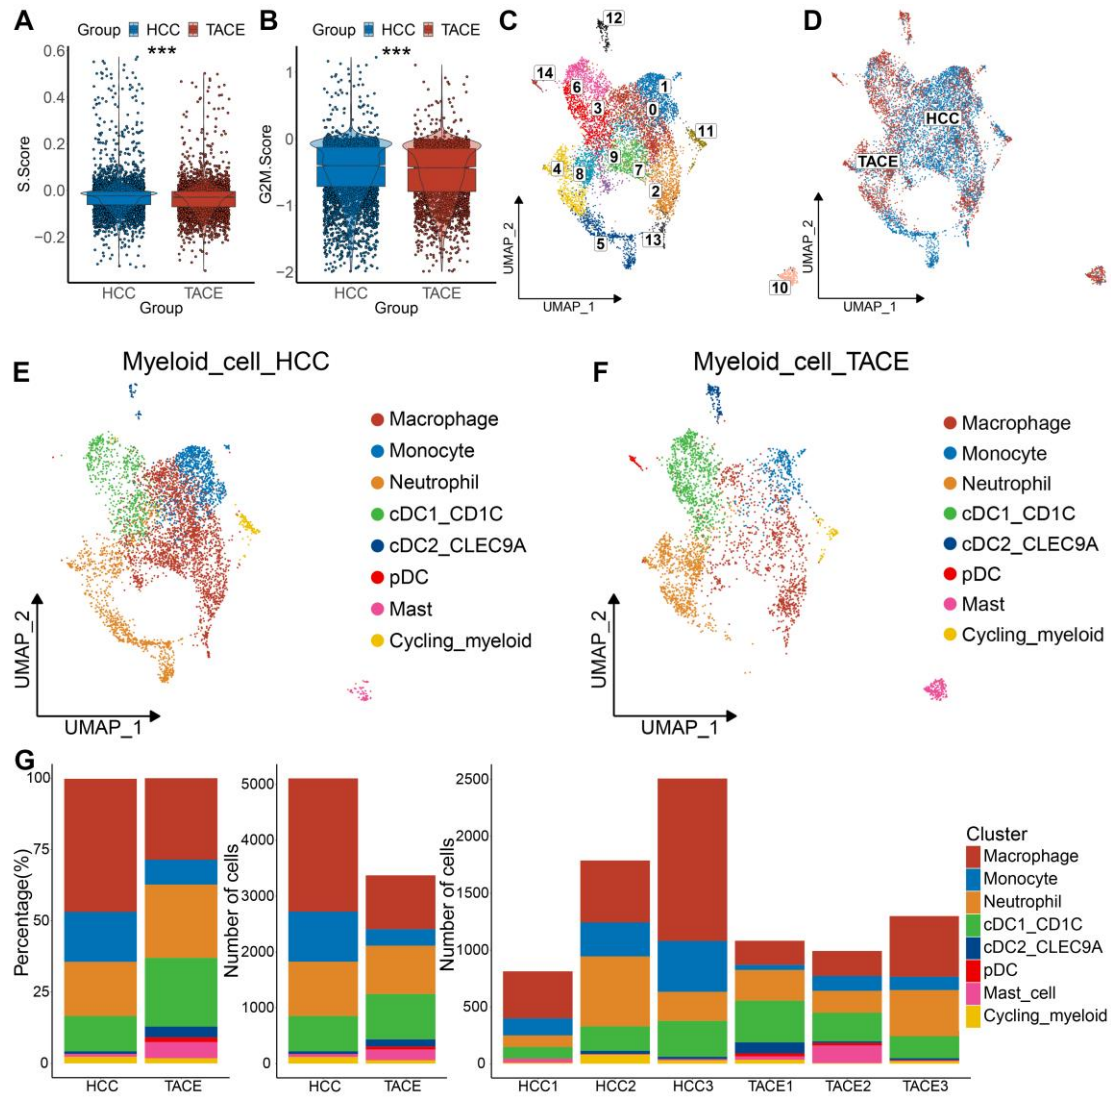 A
Group HCC TACE
***
S.Score
0.6
0.4
0.2
0.0
−0.2
HCC TACE
Group
B
Group HCC TACE
***
G2M.Score
1
0
−1
−2
HCC TACE
Group
C
12
14
6
1
3
0
11
9
4
8
7
2
5
13
10
UMAP_2
UMAP_1
D
HCC
TACE
UMAP_2
UMAP_1
E
Myeloid_cell_HCC
Macrophage
Monocyte
Neutrophil
cDC1_CD1C
cDC2_CLEC9A
pDC
Mast
Cycling_myeloid
UMAP_2
UMAP_1
F
Myeloid_cell_TACE
Macrophage
Monocyte
Neutrophil
cDC1_CD1C
cDC2_CLEC9A
pDC
Mast
Cycling_myeloid
UMAP_2
UMAP_1
G
Percentage(%)
100
75
50
25
0
HCC TACE
Number of cells
5000
4000
3000
2000
1000
0
HCC TACE
Number of cells
2500
2000
1500
1000
500
0
HCC1 HCC2 HCC3 TACE1 TACE2 TACE3
Cluster
Macrophage
Monocyte
Neutrophil
cDC1_CD1C
cDC2_CLEC9A
pDC
Mast_cell
Cycling_myeloid